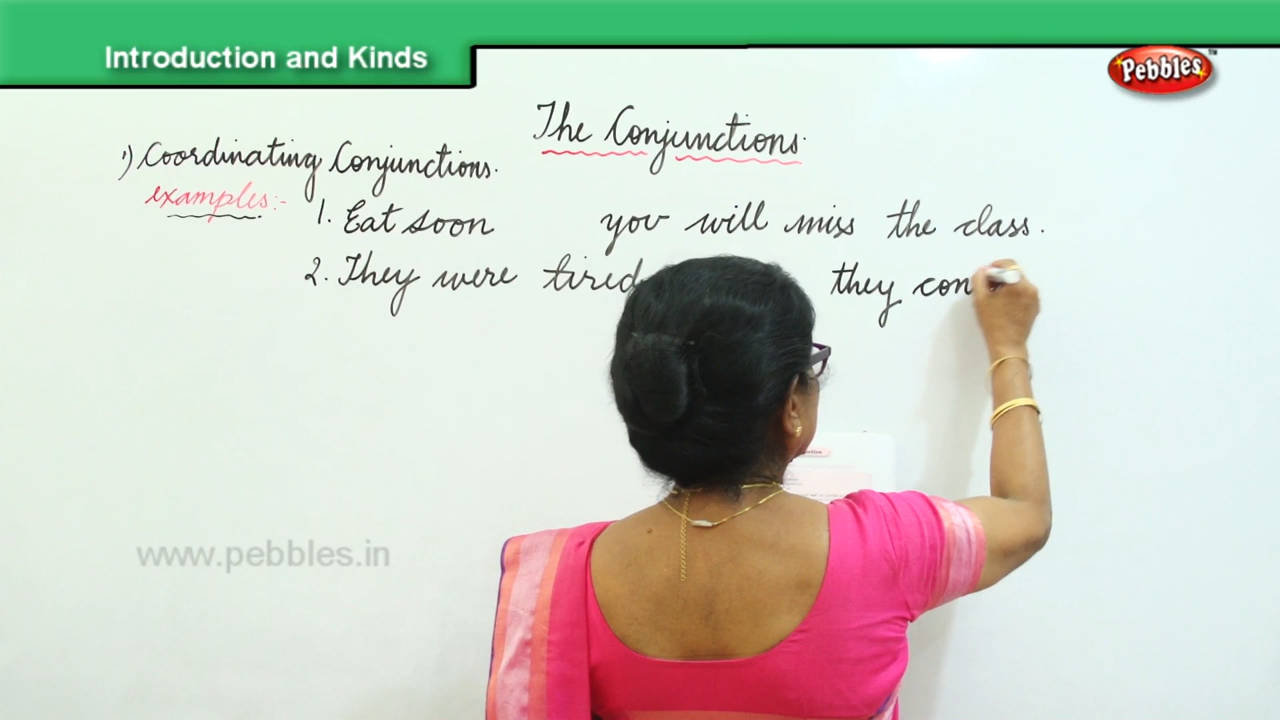 Introduction and Kinds
Pebbles™
The Conjunctions.
1) Coordinating Conjunctions.
examples:-
1. Eat soon you will miss the class.
2. They were tired they con
www.pebbles.in